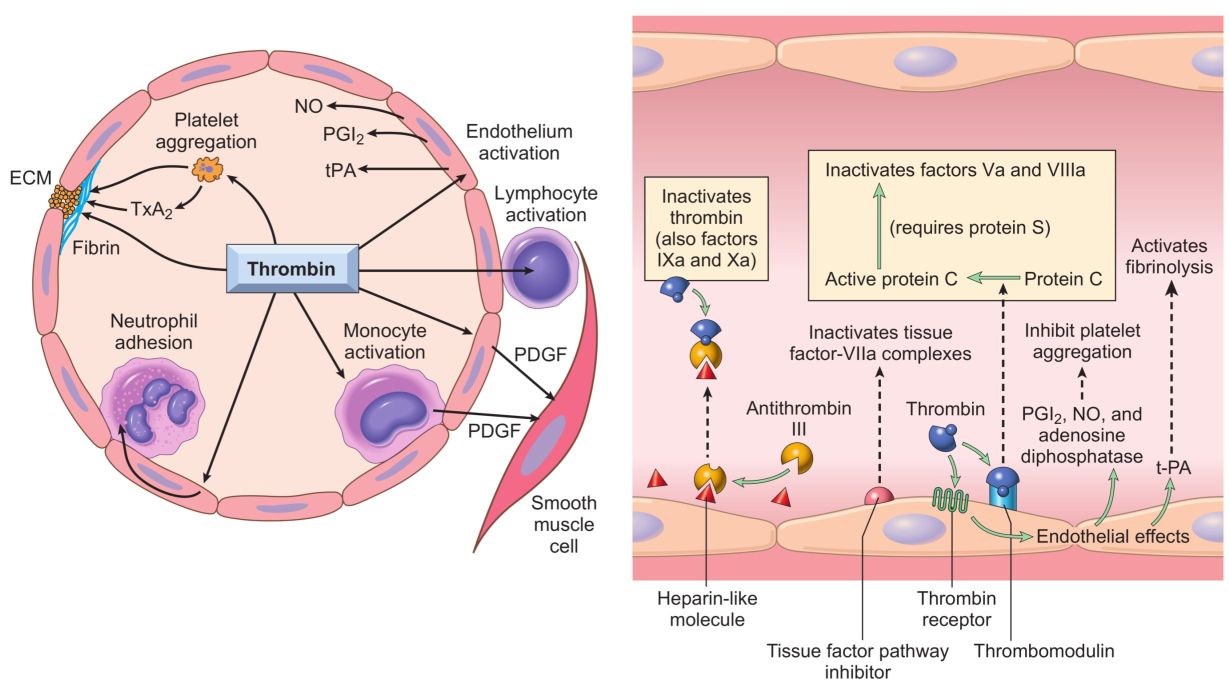 NO
PGI2
tPA
Endothelium
activation
Platelet
aggregation
ECM
TxA2
Fibrin
Lymphocyte
activation
Thrombin
Neutrophil
adhesion
Monocyte
activation
PDGF
PDGF
Smooth
muscle
cell
Inactivates
thrombin
(also factors
IXa and Xa)
Inactivates factors Va and VIIIa
(requires protein S)
Active protein C
Protein C
Activates
fibrinolysis
Inactivates tissue
factor-VIIa complexes
Inhibit platelet
aggregation
Antithrombin
III
Thrombin
PGI2, NO, and
adenosine
diphosphatase
t-PA
Endothelial effects
Heparin-like
molecule
Thrombin
receptor
Tissue factor pathway
inhibitor
Thrombomodulin